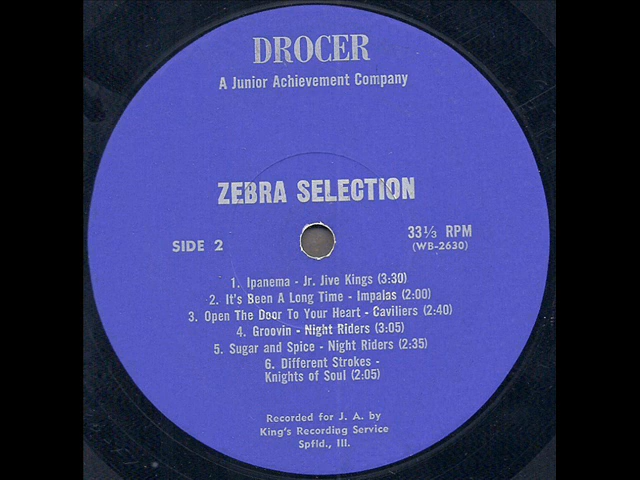 DROCER
A Junior Achievement Company
ZEBRA SELECTION
SIDE 2
33⅓ RPM
(WB-2630)
1. Ipanema - Jr. Jive Kings (3:30)
2. It's Been A Long Time - Impalas (2:00)
3. Open The Door To Your Heart - Caviliers (2:40)
4. Groovin - Night Riders (3:05)
5. Sugar and Spice - Night Riders (2:35)
6. Different Strokes -
Knights of Soul (2:05)
Recorded for J. A. by
King's Recording Service
Spfld., Ill.